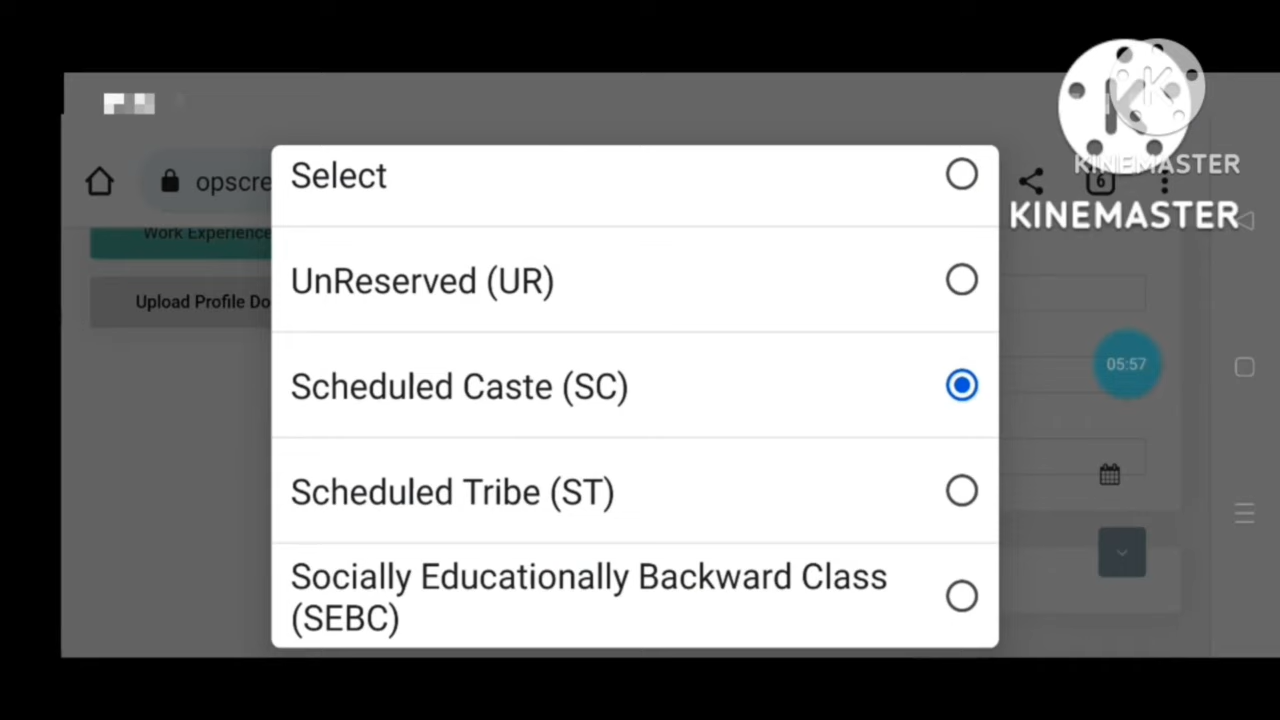 KINEMASTER
KINEMASTER
opscre
6
Select
UnReserved (UR)
Scheduled Caste (SC)
Scheduled Tribe (ST)
Socially Educationally Backward Class
(SEBC)
Work Experience
Upload Profile Do
05:57